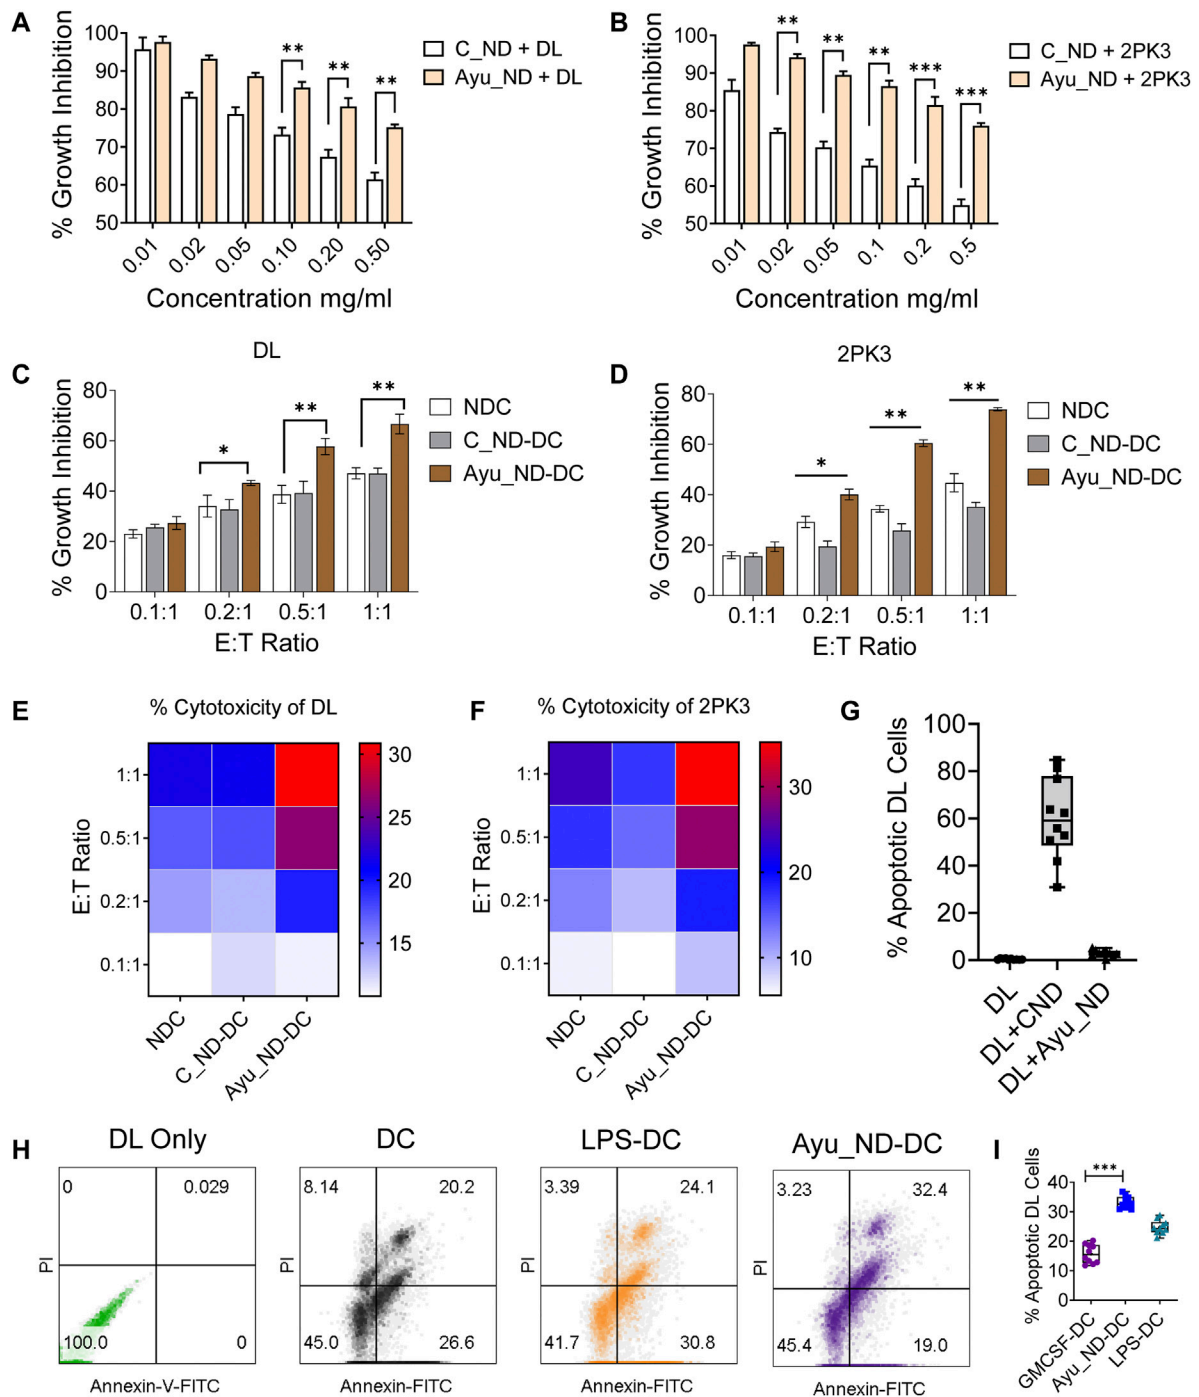 A
% Growth Inhibition
100
90
80
70
60
50
** ** **
C_ND + DL
Ayu_ND + DL
0.01 0.02 0.05 0.10 0.20 0.50
Concentration mg/ml
B
% Growth Inhibition
100
90
80
70
60
50
** ** ** *** ***
C_ND + 2PK3
Ayu_ND + 2PK3
0.01 0.02 0.05 0.1 0.2 0.5
Concentration mg/ml
C
DL
% Growth Inhibition
80
60
40
20
0
* ** **
NDC
C_ND-DC
Ayu_ND-DC
0.1:1 0.2:1 0.5:1 1:1
E:T Ratio
D
2PK3
% Growth Inhibition
80
60
40
20
0
* ** **
NDC
C_ND-DC
Ayu_ND-DC
0.1:1 0.2:1 0.5:1 1:1
E:T Ratio
E
% Cytotoxicity of DL
E:T Ratio
1:1
0.5:1
0.2:1
0.1:1
NDC C_ND-DC Ayu_ND-DC
30
25
20
15
F
% Cytotoxicity of 2PK3
E:T Ratio
1:1
0.5:1
0.2:1
0.1:1
NDC C_ND-DC Ayu_ND-DC
30
20
10
G
% Apoptotic DL Cells
100
80
60
40
20
0
DL DL+CND DL+Ayu_ND
H
DL Only
0 0.029
PI
100.0 0
Annexin-V-FITC
DC
8.14 20.2
PI
45.0 26.6
Annexin-FITC
LPS-DC
3.39 24.1
PI
41.7 30.8
Annexin-FITC
Ayu_ND-DC
3.23 32.4
PI
45.4 19.0
Annexin-FITC
I
% Apoptotic DL Cells
40
30
20
10
0
***
GMCSF-DC Ayu_ND-DC LPS-DC